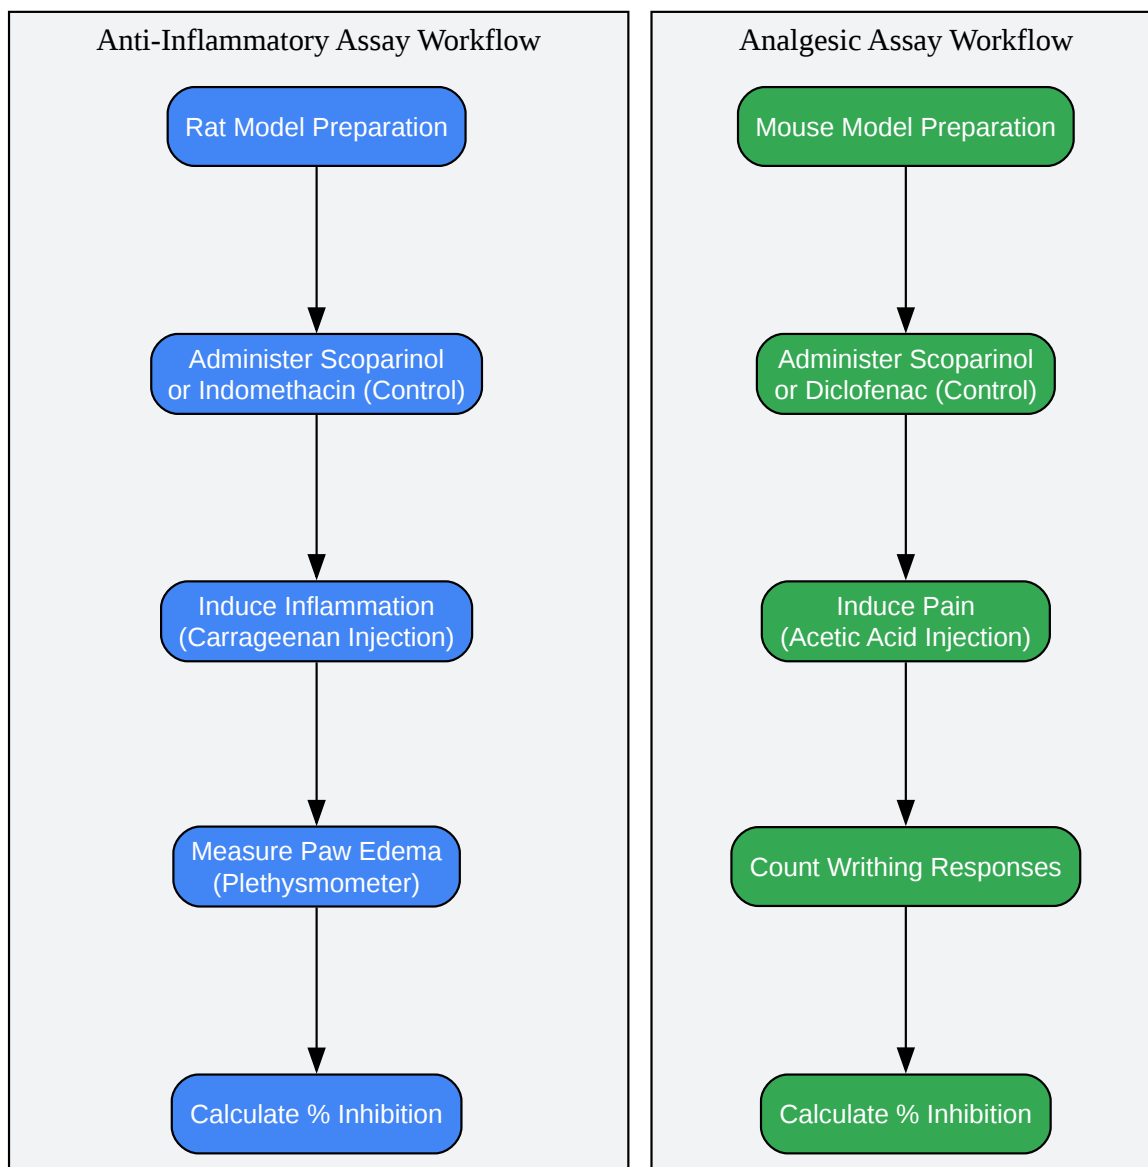 Anti-Inflammatory Assay Workflow
Rat Model Preparation
Administer Scoparinol
or Indomethacin (Control)
Induce Inflammation
(Carrageenan Injection)
Measure Paw Edema
(Plethysmometer)
Calculate % Inhibition
Analgesic Assay Workflow
Mouse Model Preparation
Administer Scoparinol
or Diclofenac (Control)
Induce Pain
(Acetic Acid Injection)
Count Writhing Responses
Calculate % Inhibition